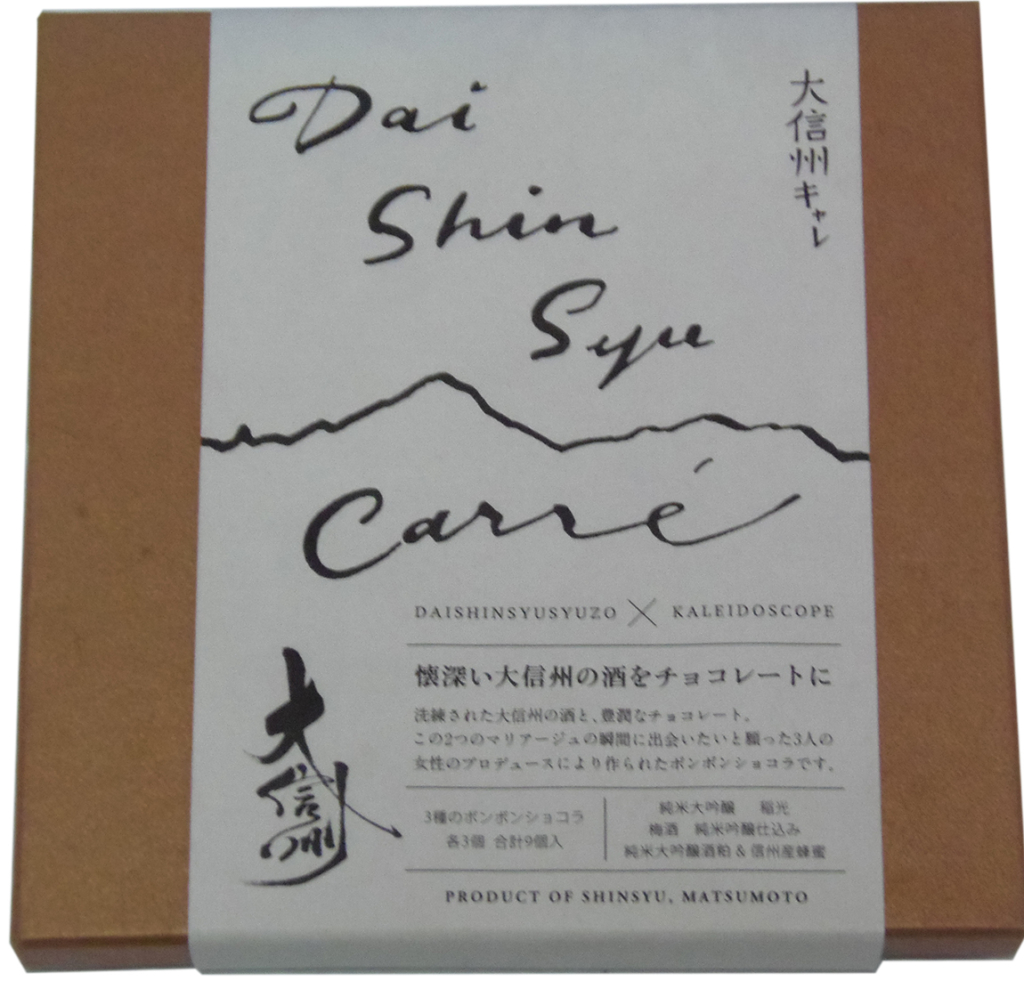 Dai
Shin
Syu
Carré
大信州キャレ
DAISHINSYUSYUZO × KALEIDOSCOPE
懐深い大信州の酒をチョコレートに
洗練された大信州の酒と、豊潤なチョコレート。
この2つのマリアージュの瞬間に出会いたいと願った3人の
女性のプロデュースにより作られたボンボンショコラです。
大信州
3種のボンボンショコラ
各3個 合計9個入
純米大吟醸 稲光
梅酒 純米吟醸仕込み
純米大吟醸酒粕 & 信州産蜂蜜
PRODUCT OF SHINSYU, MATSUMOTO